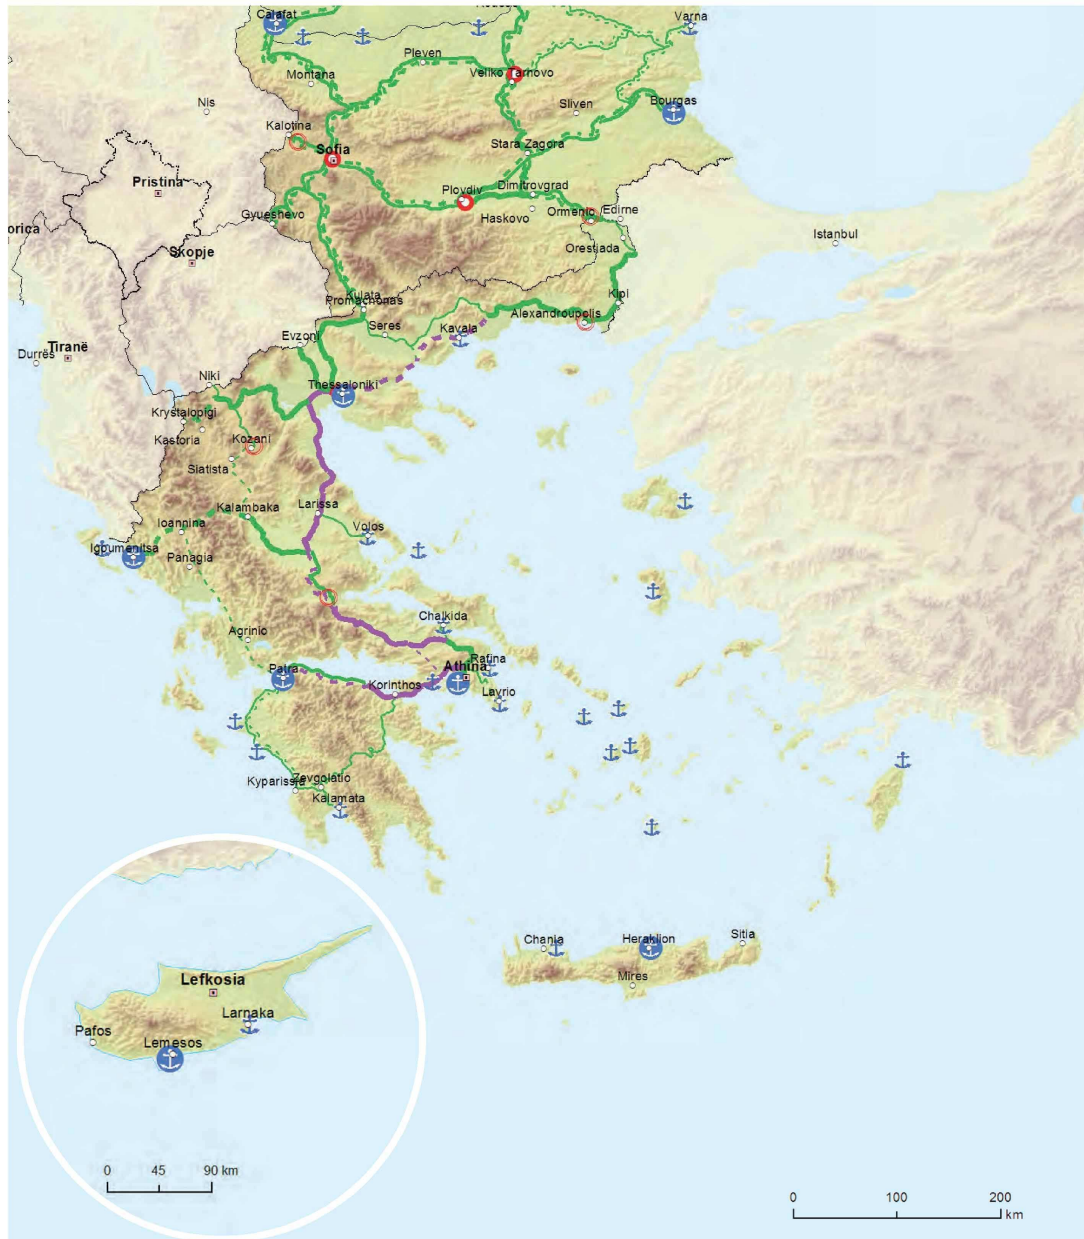 Calafat
Varna
Pleven
Montana
Veliko Tarnovo
Nis
Sliven
Bourgas
Kalotina
Sofia
Stara Zagora
Pristina
Plovdiv
Dimitrovgrad
Gyueshevo
Haskovo
Ormenio
/Edirne
orica
Istanbul
Skopje
Orestiada
Kulata
Promachonas
Kipi
Alexandroupolis
Seres
Kavala
Evzoni
Durrës
Tiranë
Niki
Thessaloniki
Krystalopigi
Kastoria
Kozani
Siatista
Kalambaka
Larissa
Ioannina
Volos
Igoumenitsa
Panagia
Chalkida
Agrinio
Rafina
Athina
Patra
Korinthos
Lavrio
Kyparissia
Zevgolatio
Kalamata
Chania
Heraklion
Sitia
Mires
Lefkosia
Larnaka
Pafos
Lemesos
0 45 90 km
0 100 200
km